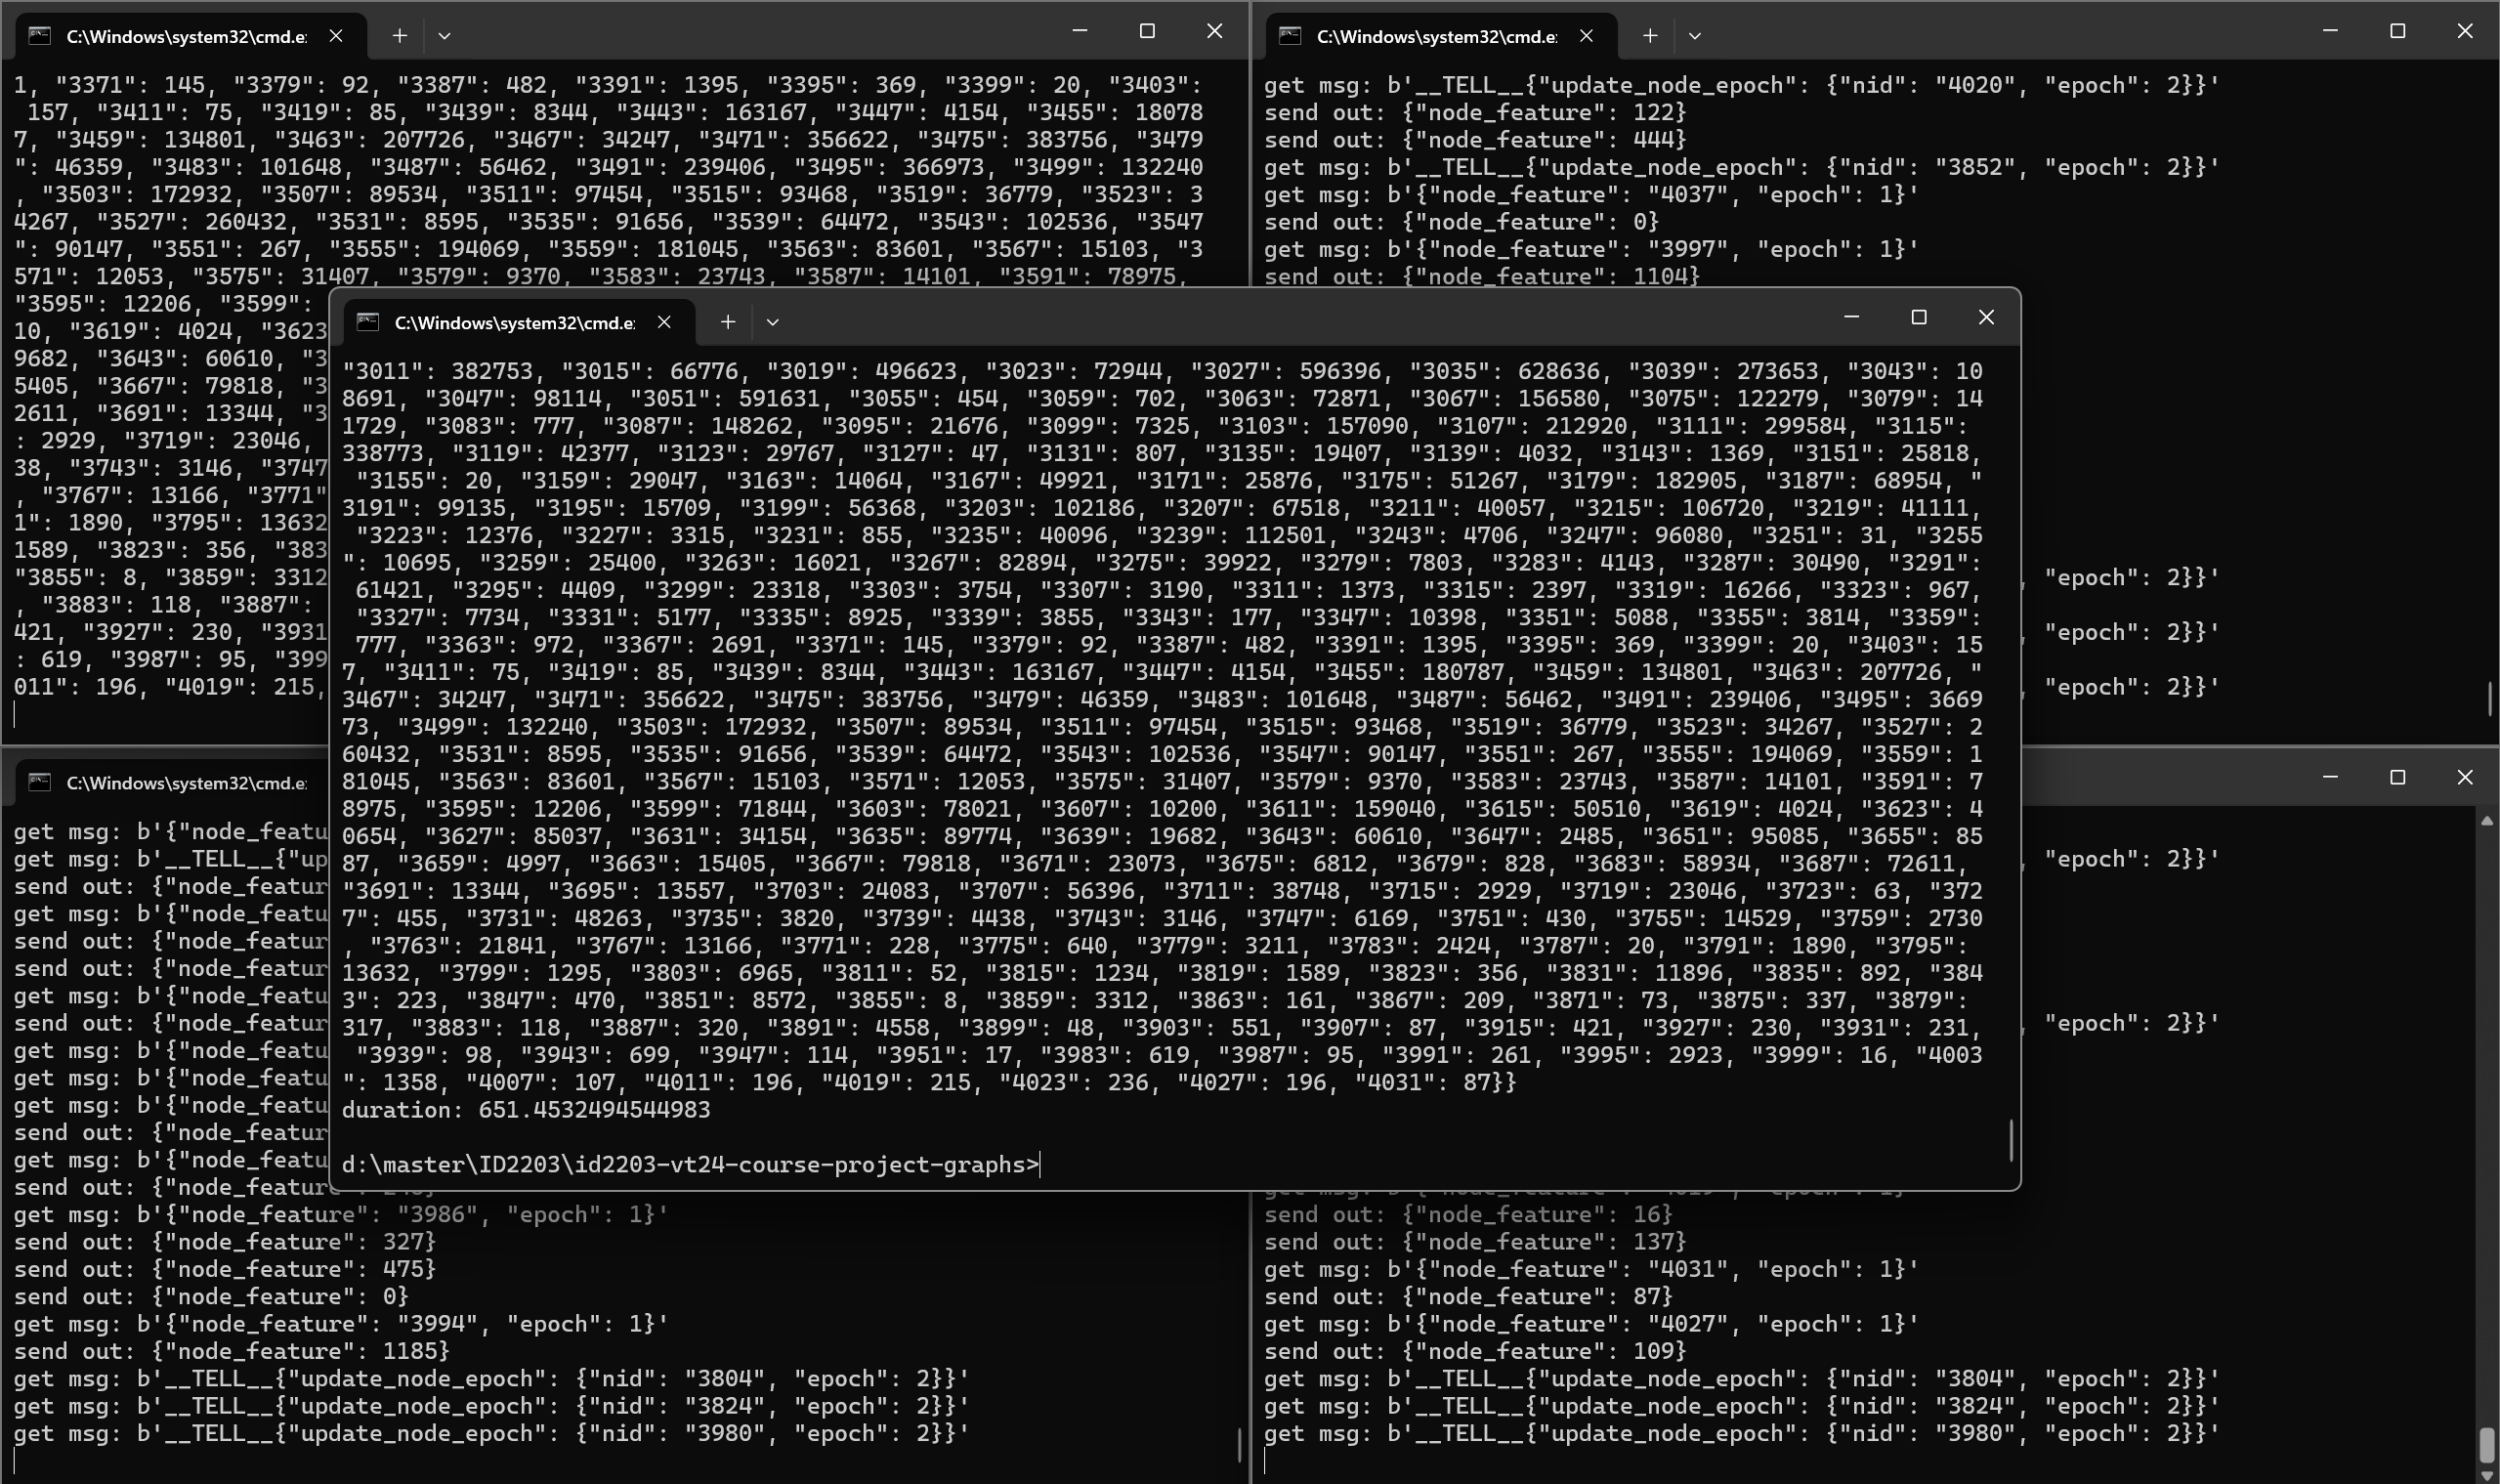 C:\Windows\system32\cmd.e
1, "3371": 145, "3379": 92, "3387": 482, "3391": 1395, "3395": 369, "3399": 20, "3403":
 157, "3411": 75, "3419": 85, "3439": 8344, "3443": 163167, "3447": 4154, "3455": 18078
7, "3459": 134801, "3463": 207726, "3467": 34247, "3471": 356622, "3475": 383756, "3479
": 46359, "3483": 101648, "3487": 56462, "3491": 239406, "3495": 366973, "3499": 132240
, "3503": 172932, "3507": 89534, "3511": 97454, "3515": 93468, "3519": 36779, "3523": 3
4267, "3527": 260432, "3531": 8595, "3535": 91656, "3539": 64472, "3543": 102536, "3547
": 90147, "3551": 267, "3555": 194069, "3559": 181045, "3563": 83601, "3567": 15103, "3
571": 12053, "3575": 31407, "3579": 9370, "3583": 23743, "3587": 14101, "3591": 78975,
"3595": 12206, "3599":
10, "3619": 4024, "3623
9682, "3643": 60610, "3
5405, "3667": 79818, "3
2611, "3691": 13344, "3
: 2929, "3719": 23046,
38, "3743": 3146, "3747
, "3767": 13166, "3771"
1": 1890, "3795": 13632
1589, "3823": 356, "383
"3855": 8, "3859": 3312
, "3883": 118, "3887":
421, "3927": 230, "3931
: 619, "3987": 95, "399
011": 196, "4019": 215,
C:\Windows\system32\cmd.e
get msg: b'__TELL__{"update_node_epoch": {"nid": "4020", "epoch": 2}}'
send out: {"node_feature": 122}
send out: {"node_feature": 444}
get msg: b'__TELL__{"update_node_epoch": {"nid": "3852", "epoch": 2}}'
get msg: b'{"node_feature": "4037", "epoch": 1}'
send out: {"node_feature": 0}
get msg: b'{"node_feature": "3997", "epoch": 1}'
send out: {"node_feature": 1104}
, "epoch": 2}}'
, "epoch": 2}}'
, "epoch": 2}}'
C:\Windows\system32\cmd.e
"3011": 382753, "3015": 66776, "3019": 496623, "3023": 72944, "3027": 596396, "3035": 628636, "3039": 273653, "3043": 10
8691, "3047": 98114, "3051": 591631, "3055": 454, "3059": 702, "3063": 72871, "3067": 156580, "3075": 122279, "3079": 14
1729, "3083": 777, "3087": 148262, "3095": 21676, "3099": 7325, "3103": 157090, "3107": 212920, "3111": 299584, "3115":
338773, "3119": 42377, "3123": 29767, "3127": 47, "3131": 807, "3135": 19407, "3139": 4032, "3143": 1369, "3151": 25818,
 "3155": 20, "3159": 29047, "3163": 14064, "3167": 49921, "3171": 25876, "3175": 51267, "3179": 182905, "3187": 68954, "
3191": 99135, "3195": 15709, "3199": 56368, "3203": 102186, "3207": 67518, "3211": 40057, "3215": 106720, "3219": 41111,
 "3223": 12376, "3227": 3315, "3231": 855, "3235": 40096, "3239": 112501, "3243": 4706, "3247": 96080, "3251": 31, "3255
": 10695, "3259": 25400, "3263": 16021, "3267": 82894, "3275": 39922, "3279": 7803, "3283": 4143, "3287": 30490, "3291":
 61421, "3295": 4409, "3299": 23318, "3303": 3754, "3307": 3190, "3311": 1373, "3315": 2397, "3319": 16266, "3323": 967,
 "3327": 7734, "3331": 5177, "3335": 8925, "3339": 3855, "3343": 177, "3347": 10398, "3351": 5088, "3355": 3814, "3359":
 777, "3363": 972, "3367": 2691, "3371": 145, "3379": 92, "3387": 482, "3391": 1395, "3395": 369, "3399": 20, "3403": 15
7, "3411": 75, "3419": 85, "3439": 8344, "3443": 163167, "3447": 4154, "3455": 180787, "3459": 134801, "3463": 207726, "
3467": 34247, "3471": 356622, "3475": 383756, "3479": 46359, "3483": 101648, "3487": 56462, "3491": 239406, "3495": 3669
73, "3499": 132240, "3503": 172932, "3507": 89534, "3511": 97454, "3515": 93468, "3519": 36779, "3523": 34267, "3527": 2
60432, "3531": 8595, "3535": 91656, "3539": 64472, "3543": 102536, "3547": 90147, "3551": 267, "3555": 194069, "3559": 1
81045, "3563": 83601, "3567": 15103, "3571": 12053, "3575": 31407, "3579": 9370, "3583": 23743, "3587": 14101, "3591": 7
8975, "3595": 12206, "3599": 71844, "3603": 78021, "3607": 10200, "3611": 159040, "3615": 50510, "3619": 4024, "3623": 4
0654, "3627": 85037, "3631": 34154, "3635": 89774, "3639": 19682, "3643": 60610, "3647": 2485, "3651": 95085, "3655": 85
87, "3659": 4997, "3663": 15405, "3667": 79818, "3671": 23073, "3675": 6812, "3679": 828, "3683": 58934, "3687": 72611,
"3691": 13344, "3695": 13557, "3703": 24083, "3707": 56396, "3711": 38748, "3715": 2929, "3719": 23046, "3723": 63, "372
7": 455, "3731": 48263, "3735": 3820, "3739": 4438, "3743": 3146, "3747": 6169, "3751": 430, "3755": 14529, "3759": 2730
, "3763": 21841, "3767": 13166, "3771": 228, "3775": 640, "3779": 3211, "3783": 2424, "3787": 20, "3791": 1890, "3795":
13632, "3799": 1295, "3803": 6965, "3811": 52, "3815": 1234, "3819": 1589, "3823": 356, "3831": 11896, "3835": 892, "384
3": 223, "3847": 470, "3851": 8572, "3855": 8, "3859": 3312, "3863": 161, "3867": 209, "3871": 73, "3875": 337, "3879":
317, "3883": 118, "3887": 320, "3891": 4558, "3899": 48, "3903": 551, "3907": 87, "3915": 421, "3927": 230, "3931": 231,
 "3939": 98, "3943": 699, "3947": 114, "3951": 17, "3983": 619, "3987": 95, "3991": 261, "3995": 2923, "3999": 16, "4003
": 1358, "4007": 107, "4011": 196, "4019": 215, "4023": 236, "4027": 196, "4031": 87}}
duration: 651.4532494544983
d:\master\ID2203\id2203-vt24-course-project-graphs>
C:\Windows\system32\cmd.e
get msg: b'{"node_featu
get msg: b'__TELL__{"up
send out: {"node_featur
get msg: b'{"node_featu
send out: {"node_featur
send out: {"node_featur
get msg: b'{"node_featu
send out: {"node_featur
get msg: b'{"node_featu
get msg: b'{"node_featu
get msg: b'{"node_featu
send out: {"node_featur
get msg: b'{"node_featu
send out: {"node_feature
get msg: b'{"node_feature": "3986", "epoch": 1}'
send out: {"node_feature": 327}
send out: {"node_feature": 475}
send out: {"node_feature": 0}
get msg: b'{"node_feature": "3994", "epoch": 1}'
send out: {"node_feature": 1185}
get msg: b'__TELL__{"update_node_epoch": {"nid": "3804", "epoch": 2}}'
get msg: b'__TELL__{"update_node_epoch": {"nid": "3824", "epoch": 2}}'
get msg: b'__TELL__{"update_node_epoch": {"nid": "3980", "epoch": 2}}'
, "epoch": 2}}'
, "epoch": 2}}'
send out: {"node_feature": 16}
send out: {"node_feature": 137}
get msg: b'{"node_feature": "4031", "epoch": 1}'
send out: {"node_feature": 87}
get msg: b'{"node_feature": "4027", "epoch": 1}'
send out: {"node_feature": 109}
get msg: b'__TELL__{"update_node_epoch": {"nid": "3804", "epoch": 2}}'
get msg: b'__TELL__{"update_node_epoch": {"nid": "3824", "epoch": 2}}'
get msg: b'__TELL__{"update_node_epoch": {"nid": "3980", "epoch": 2}}'